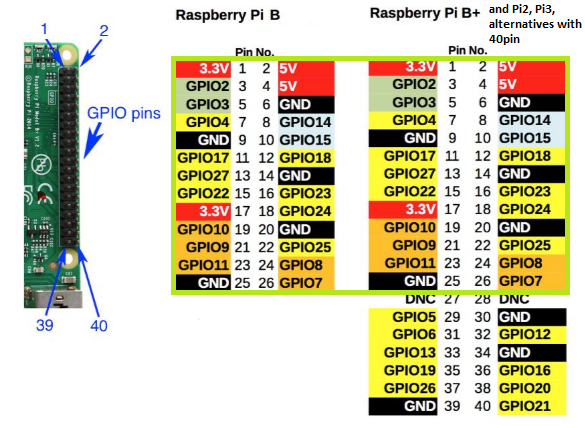 Raspberry Pi B
Raspberry Pi B+
and Pi2, Pi3,
alternatives with
40pin
1
2
GPIO pins
39
40
Raspberry Pi Model B+ V1.2
© Raspberry Pi 2014
Pin No.
3.3V 1 2 5V
GPIO2 3 4 5V
GPIO3 5 6 GND
GPIO4 7 8 GPIO14
GND 9 10 GPIO15
GPIO17 11 12 GPIO18
GPIO27 13 14 GND
GPIO22 15 16 GPIO23
3.3V 17 18 GPIO24
GPIO10 19 20 GND
GPIO9 21 22 GPIO25
GPIO11 23 24 GPIO8
GND 25 26 GPIO7
Pin No.
3.3V 1 2 5V
GPIO2 3 4 5V
GPIO3 5 6 GND
GPIO4 7 8 GPIO14
GND 9 10 GPIO15
GPIO17 11 12 GPIO18
GPIO27 13 14 GND
GPIO22 15 16 GPIO23
3.3V 17 18 GPIO24
GPIO10 19 20 GND
GPIO9 21 22 GPIO25
GPIO11 23 24 GPIO8
GND 25 26 GPIO7
DNC 27 28 DNC
GPIO5 29 30 GND
GPIO6 31 32 GPIO12
GPIO13 33 34 GND
GPIO19 35 36 GPIO16
GPIO26 37 38 GPIO20
GND 39 40 GPIO21